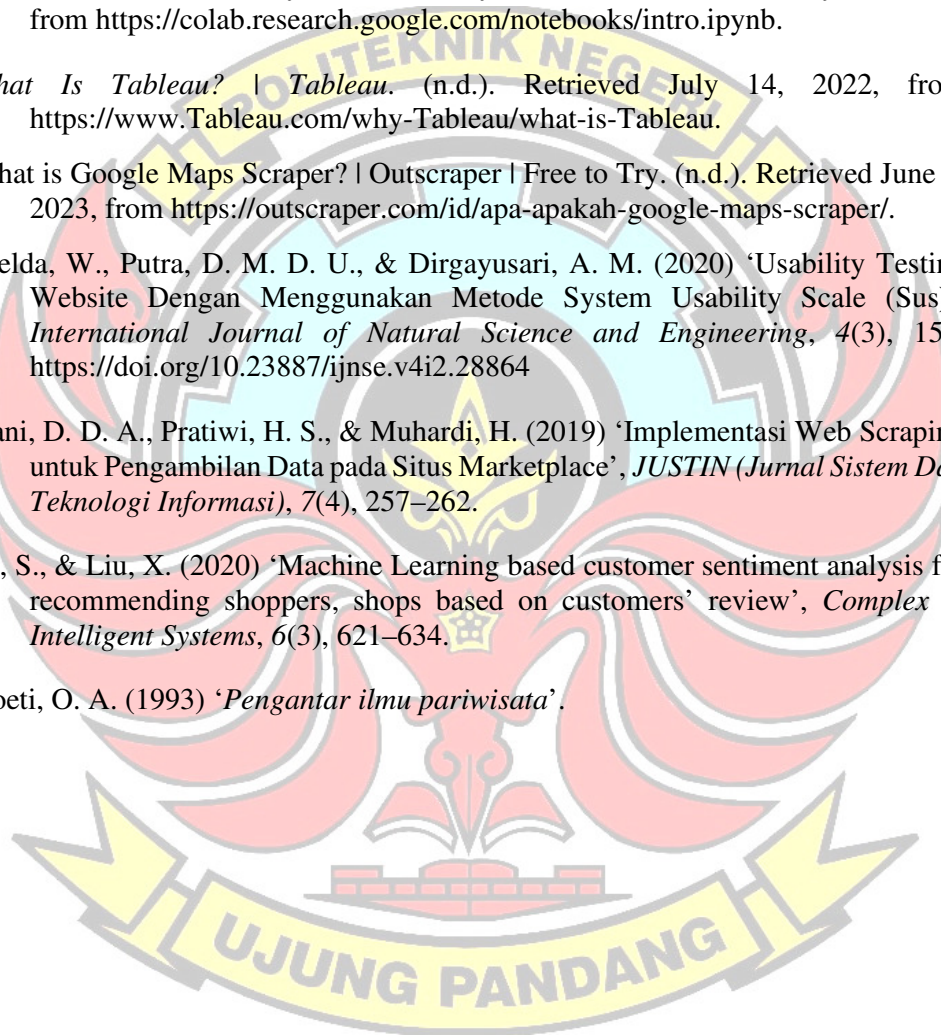 from https://colab.research.google.com/notebooks/intro.ipynb.
POLITEKNIK NEGERI
hat Is Tableau? | Tableau. (n.d.). Retrieved July 14, 2022, fro
https://www.Tableau.com/why-Tableau/what-is-Tableau.
hat is Google Maps Scraper? | Outscraper | Free to Try. (n.d.). Retrieved June
2023, from https://outscraper.com/id/apa-apakah-google-maps-scraper/.
elda, W., Putra, D. M. D. U., & Dirgayusari, A. M. (2020) ‘Usability Testin
Website Dengan Menggunakan Metode System Usability Scale (Sus
International Journal of Natural Science and Engineering, 4(3), 15
https://doi.org/10.23887/ijnse.v4i2.28864
ani, D. D. A., Pratiwi, H. S., & Muhardi, H. (2019) ‘Implementasi Web Scrapin
untuk Pengambilan Data pada Situs Marketplace’, JUSTIN (Jurnal Sistem Da
Teknologi Informasi), 7(4), 257–262.
, S., & Liu, X. (2020) ‘Machine Learning based customer sentiment analysis f
recommending shoppers, shops based on customers’ review’, Complex
Intelligent Systems, 6(3), 621–634.
oeti, O. A. (1993) ‘Pengantar ilmu pariwisata’.
UJUNG PANDANG